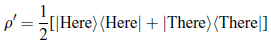 ρ′ = 1/2[|Here⟩⟨Here| + |There⟩⟨There|]